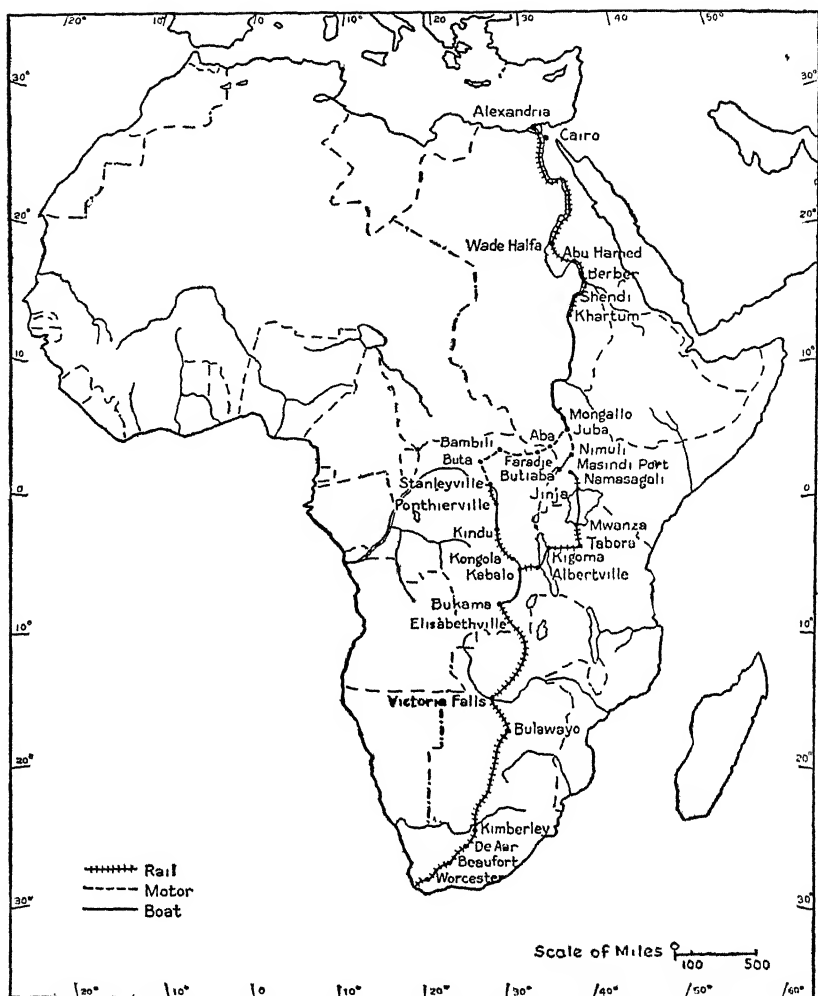 20° 10° 0 10° 20° 30° 40° 50°
30° 30°
Alexandria
Cairo
20° 20°
Wade Halfa
Abu Hamed
Berber
Shendi
Khartum
10° 10°
Mongallo
Juba
Bambili Aba
Nimuli
Buta Faradje
Butiaba Masindi Port
Stanleyville Namasagali
0 Jinja 0
Ponthierville
Mwanza
Kindu
Tabora
Kongola Kigoma
Kabalo Albertville
Bukama
Elisabethville
10° 10°
Victoria Falls
Bulawayo
20° 20°
Kimberley
De Aar
Beaufort
Rail
Worcester
Motor
30° 30°
Boat
Scale of Miles 0 100 500
20° 10° 0 10° 20° 30° 40° 50° 60°